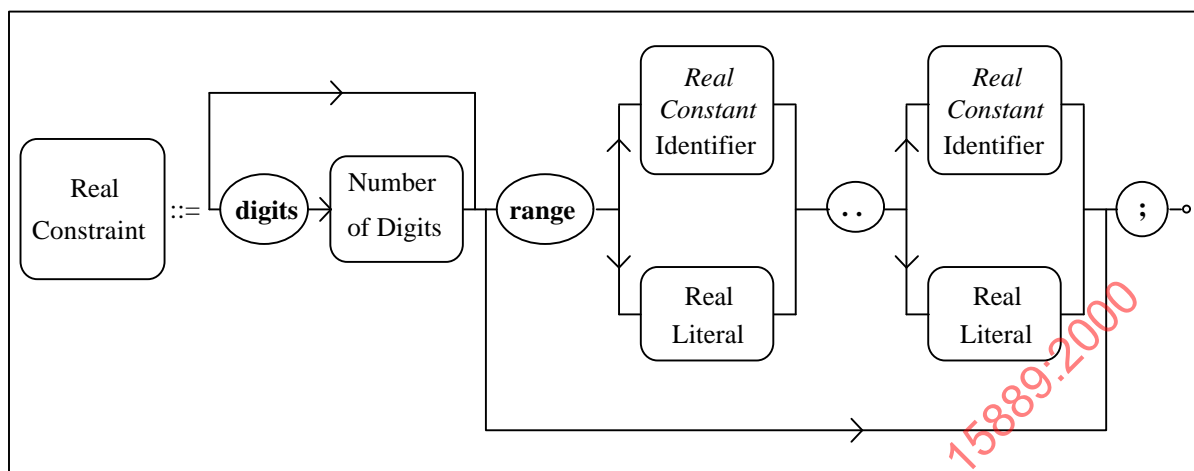 Real
Constraint
::=
digits
Number
of Digits
range
Real
Constant
Identifier
Real
Literal
. .
Real
Constant
Identifier
Real
Literal
;
15889:2000